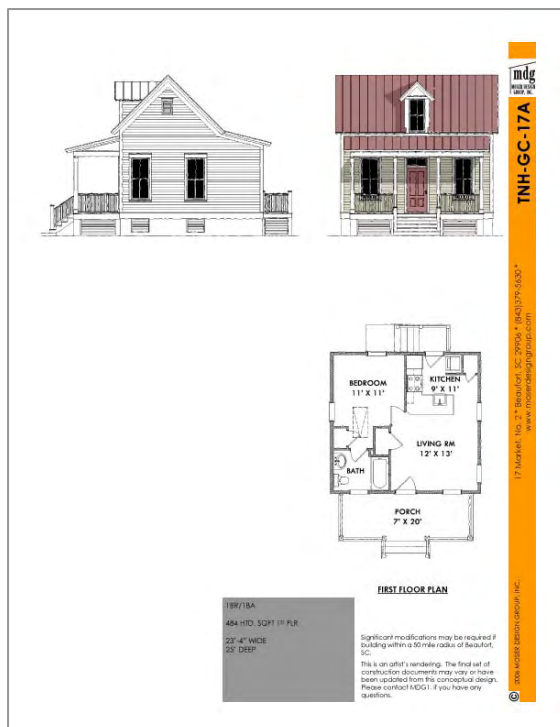 mdg
MOSER DESIGN
GROUP, INC.
TNH-GC-17A
17 Market, No. 2 * Beaufort, SC 29906 * (843)379-5630 *
www.moserdesigngroup.com
BEDROOM
11' X 11'
KITCHEN
9' X 11'
LIVING RM
12' X 13'
BATH
PORCH
7' X 20'
FIRST FLOOR PLAN
1BR/1BA
484 HTD. SQFT 1ST FLR
23'-4" WIDE
25' DEEP
Significant modifications may be required if
building within a 50 mile radius of Beaufort,
SC.
This is an artist's rendering. The final set of
construction documents may vary or have
been updated from the conceptual design.
Please contact MDG1. if you have any
questions.
© 2006 MOSER DESIGN GROUP, INC.